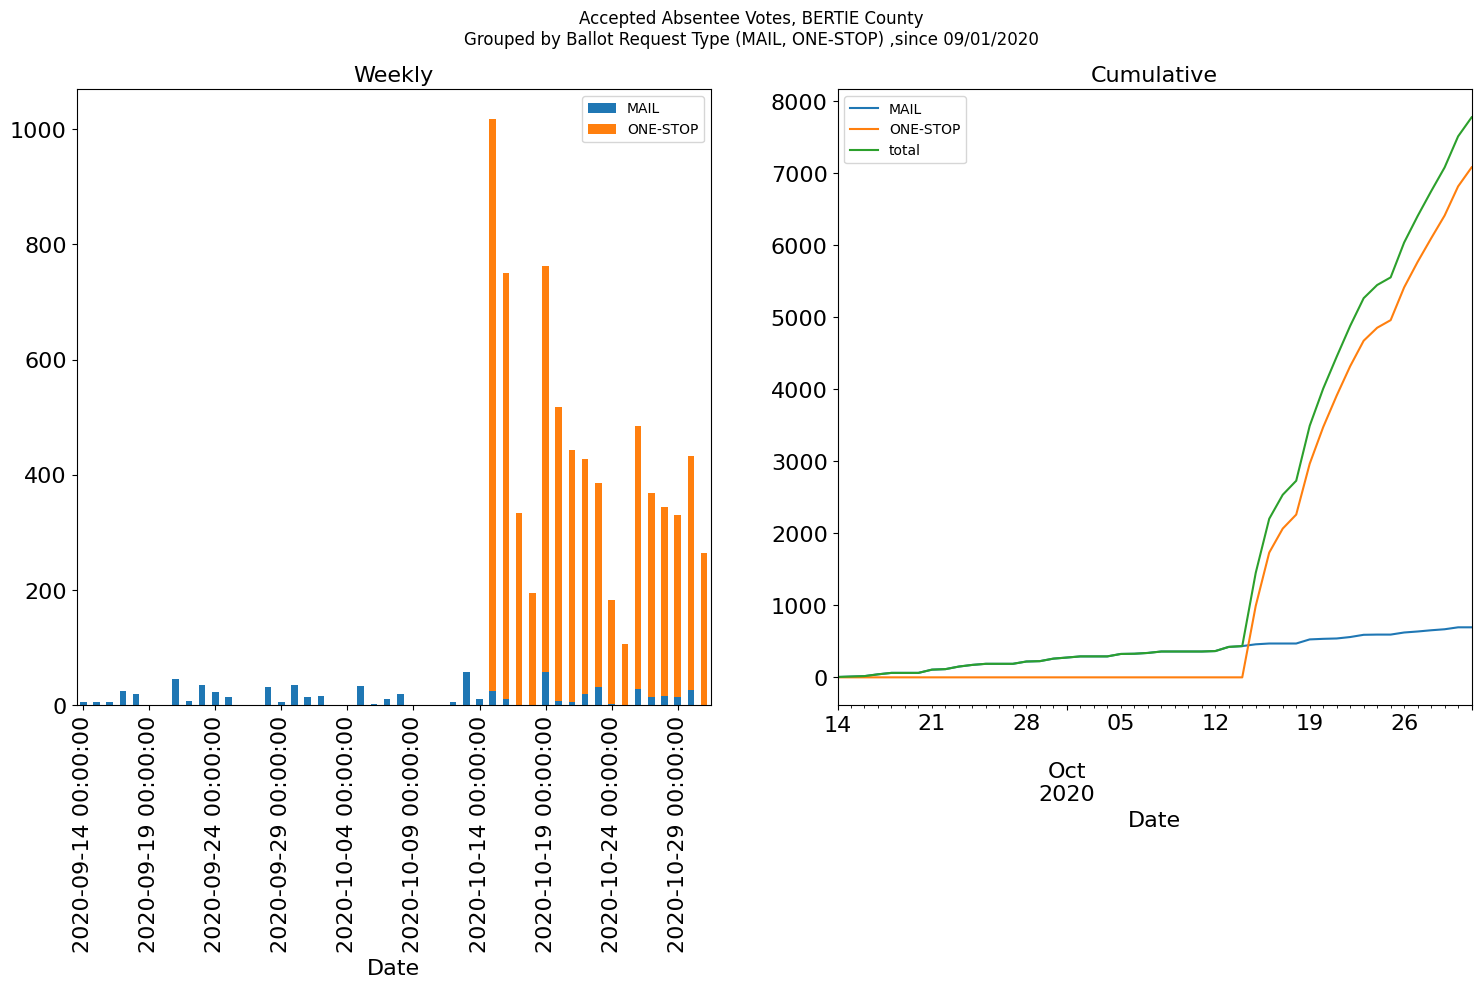 Accepted Absentee Votes, BERTIE County
Grouped by Ballot Request Type (MAIL, ONE-STOP) ,since 09/01/2020
Weekly
MAIL
ONE-STOP
1000
800
600
400
200
0
2020-09-14 00:00:00
2020-09-19 00:00:00
2020-09-24 00:00:00
2020-09-29 00:00:00
2020-10-04 00:00:00
2020-10-09 00:00:00
2020-10-14 00:00:00
2020-10-19 00:00:00
2020-10-24 00:00:00
2020-10-29 00:00:00
Date
Cumulative
MAIL
ONE-STOP
total
8000
7000
6000
5000
4000
3000
2000
1000
0
14 21 28 05 12 19 26
Oct
2020
Date